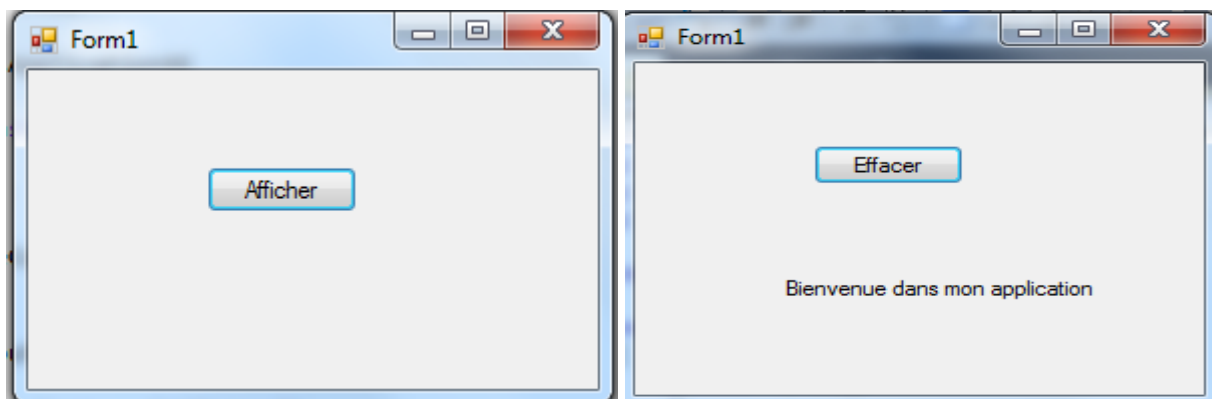 Form1
Afficher
Form1
Effacer
Bienvenue dans mon application